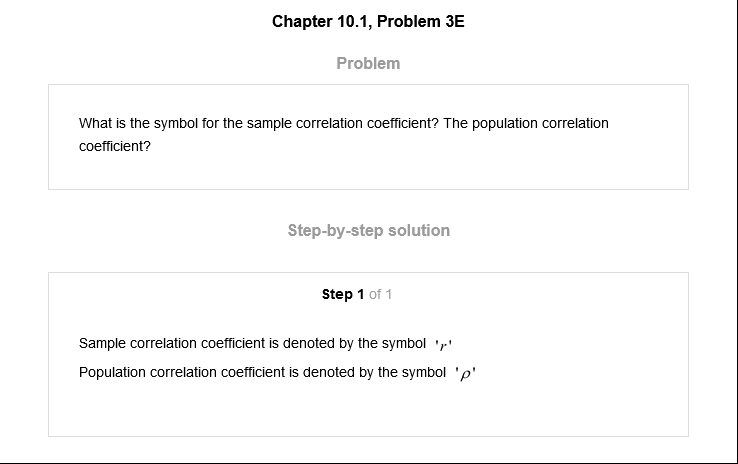 Chapter 10.1, Problem 3E
Problem
What is the symbol for the sample correlation coefficient? The population correlation
coefficient?
Step-by-step solution
Step 1 of 1
Sample correlation coefficient is denoted by the symbol 'r'
Population correlation coefficient is denoted by the symbol 'ρ'